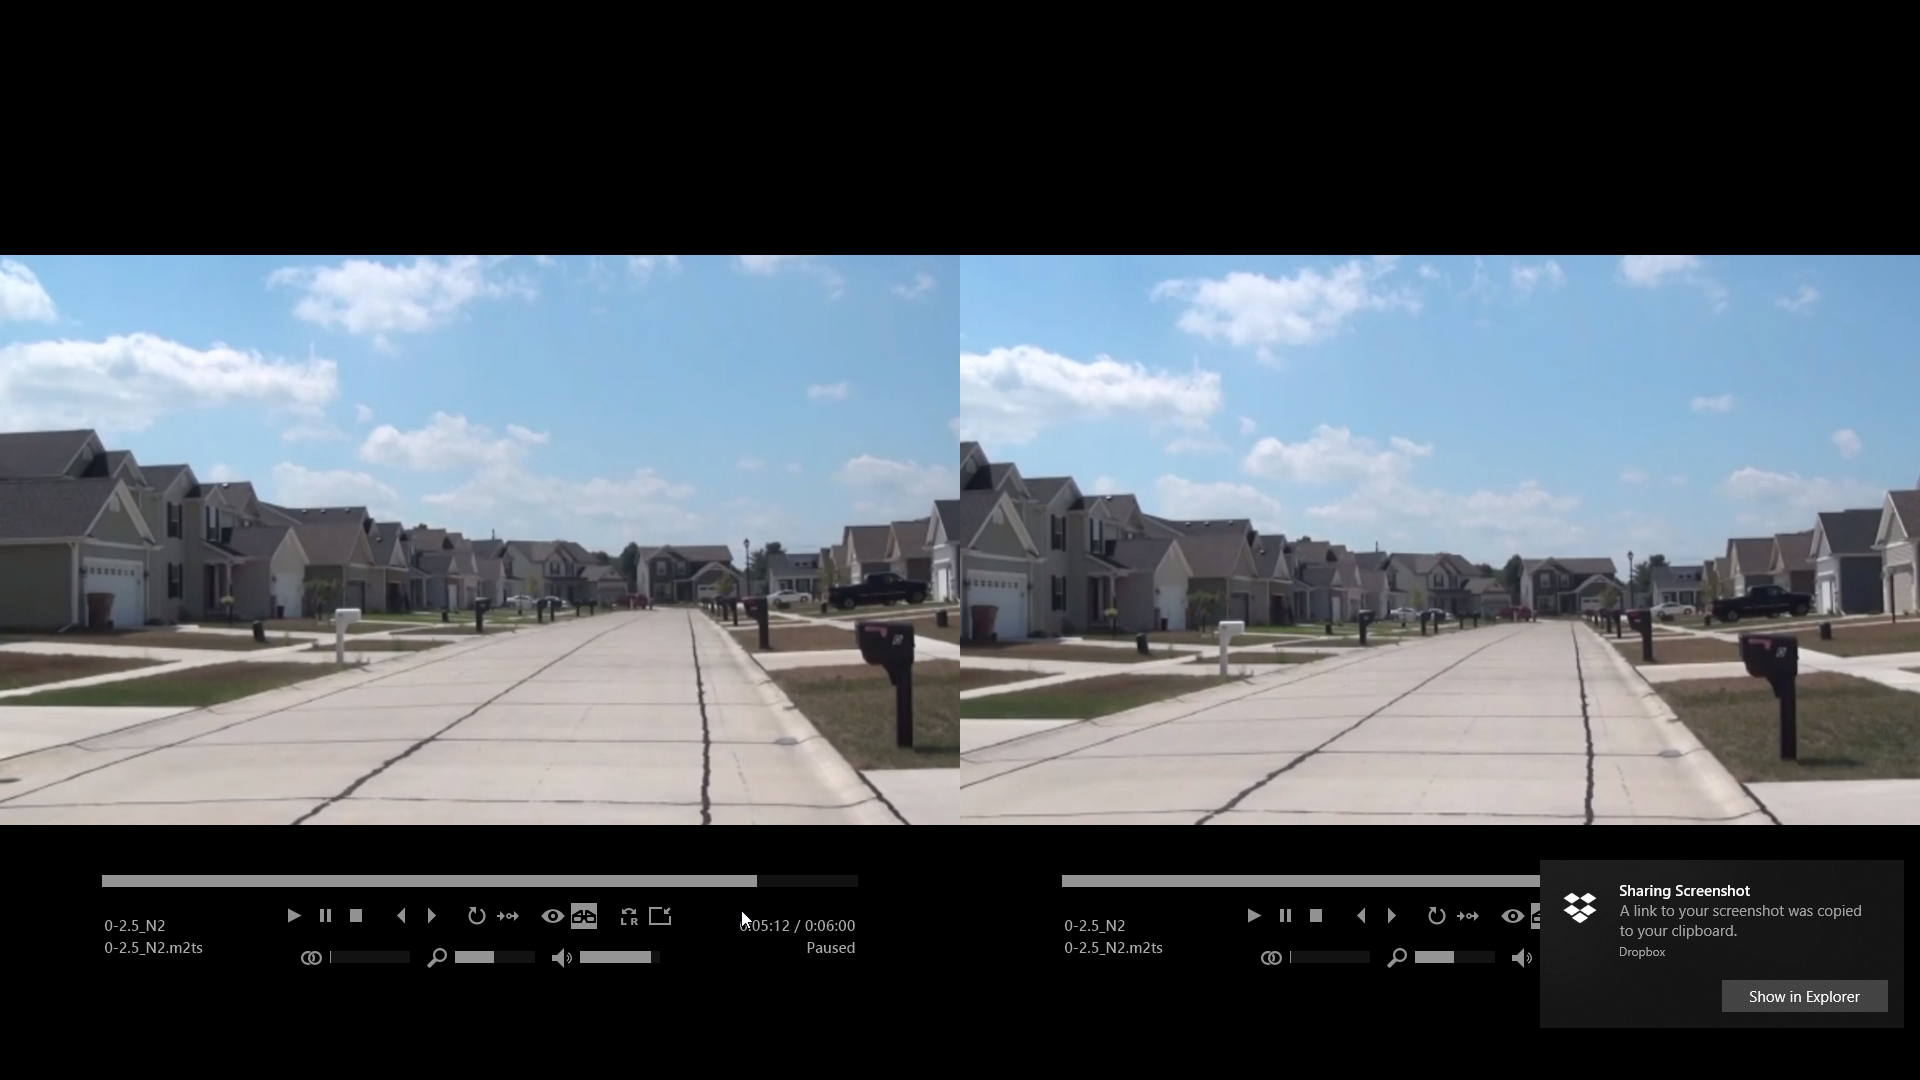 0-2.5_N2
0-2.5_N2.m2ts
L R
0:05:12 / 0:06:00
Paused
0-2.5_N2
0-2.5_N2.m2ts
Sharing Screenshot
A link to your screenshot was copied
to your clipboard.
Dropbox
Show in Explorer